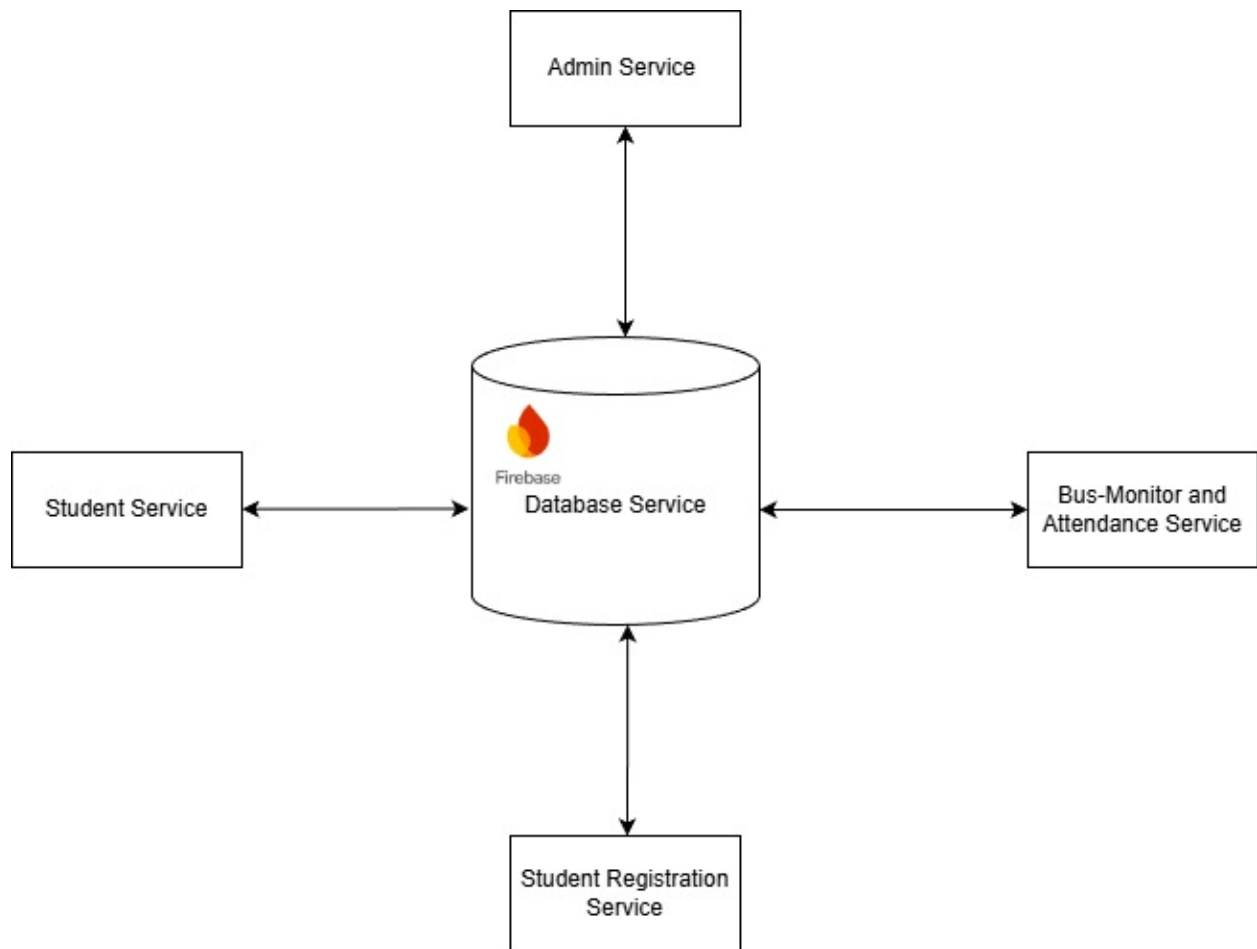 Admin Service
Firebase
Database Service
Student Service
Bus-Monitor and
Attendance Service
Student Registration
Service